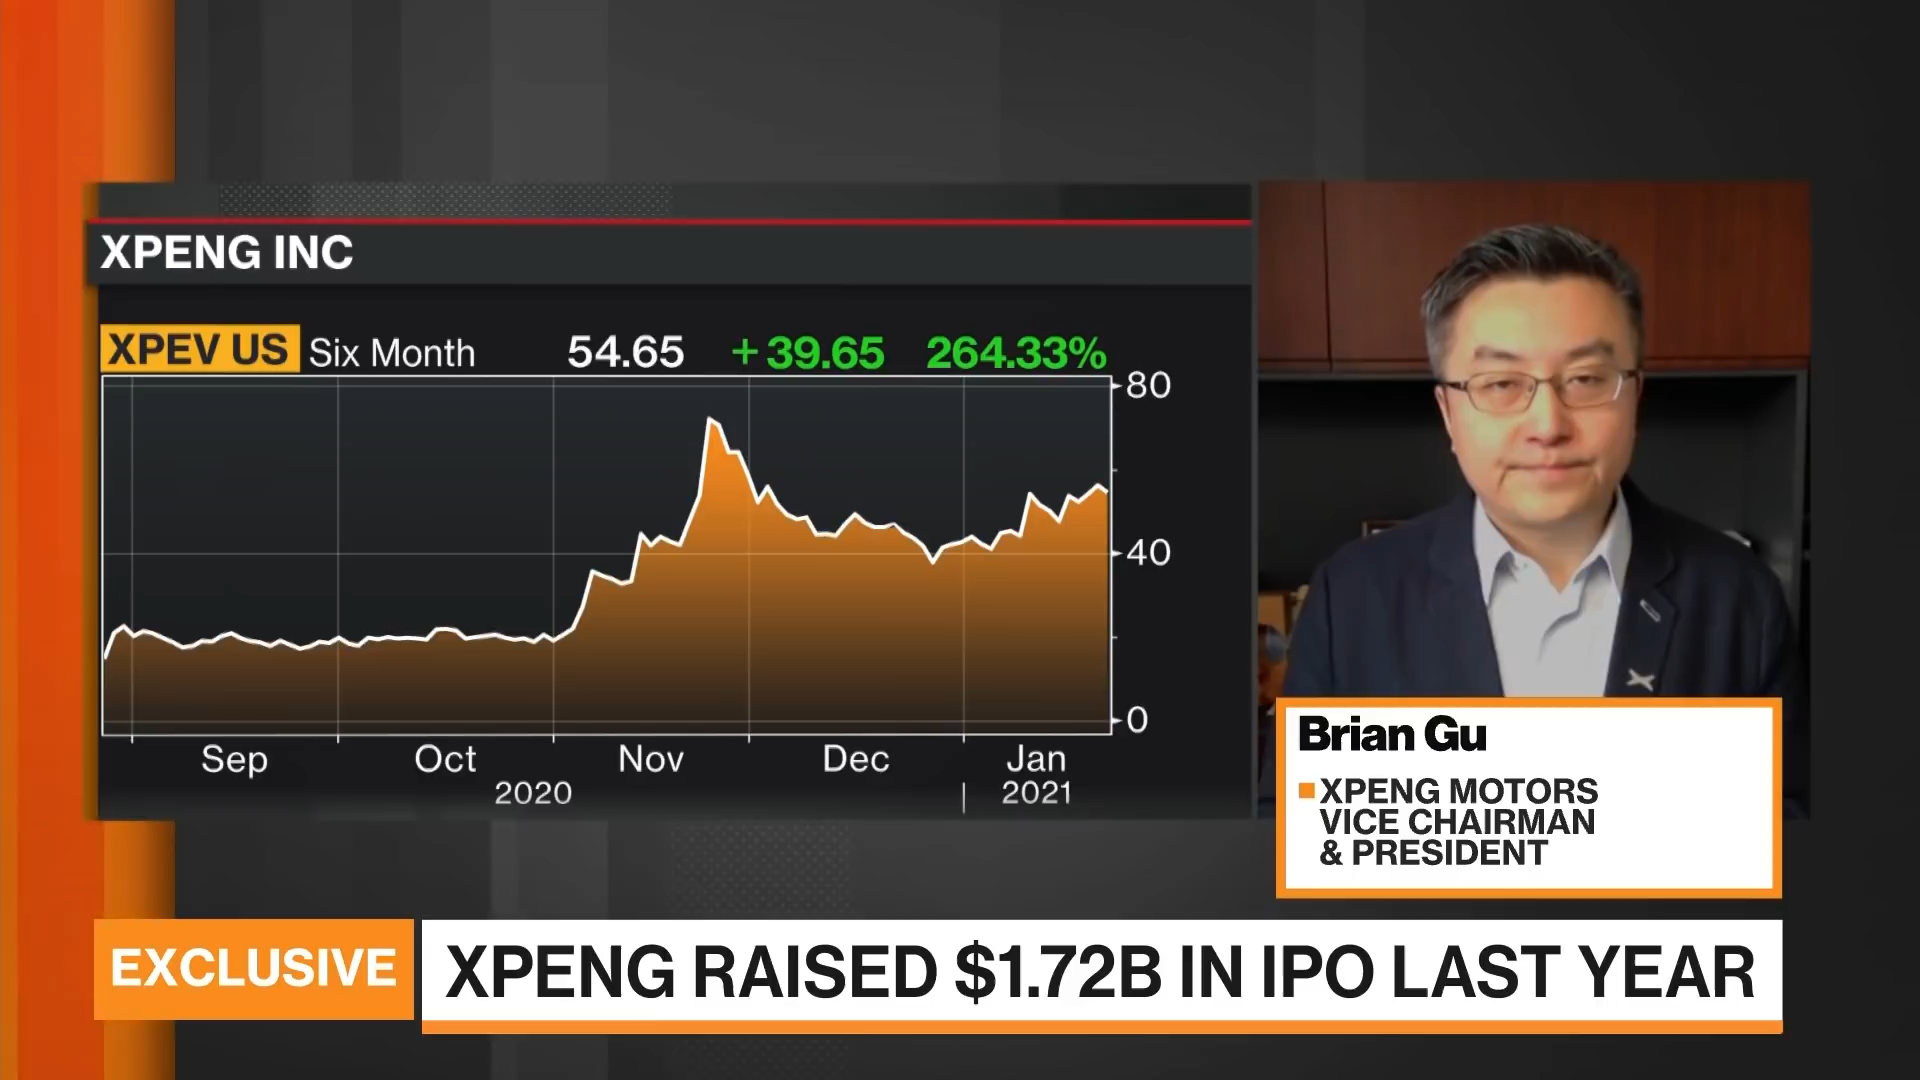 XPENG INC
XPEV US Six Month 54.65 +39.65 264.33%
80
40
0
Sep Oct Nov Dec Jan
2020 2021
Brian Gu
XPENG MOTORS
VICE CHAIRMAN
& PRESIDENT
EXCLUSIVE
XPENG RAISED $1.72B IN IPO LAST YEAR